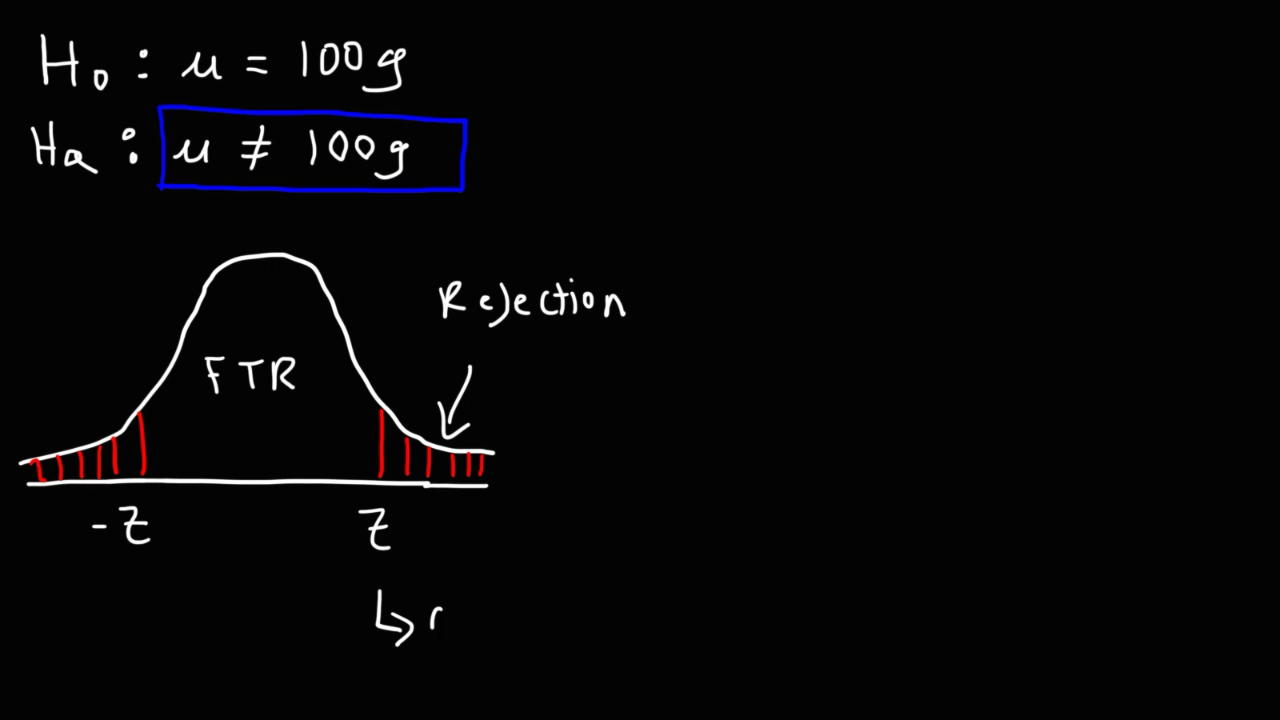 H₀ : μ = 100g
Ha : μ ≠ 100g
Rejection
FTR
-z z